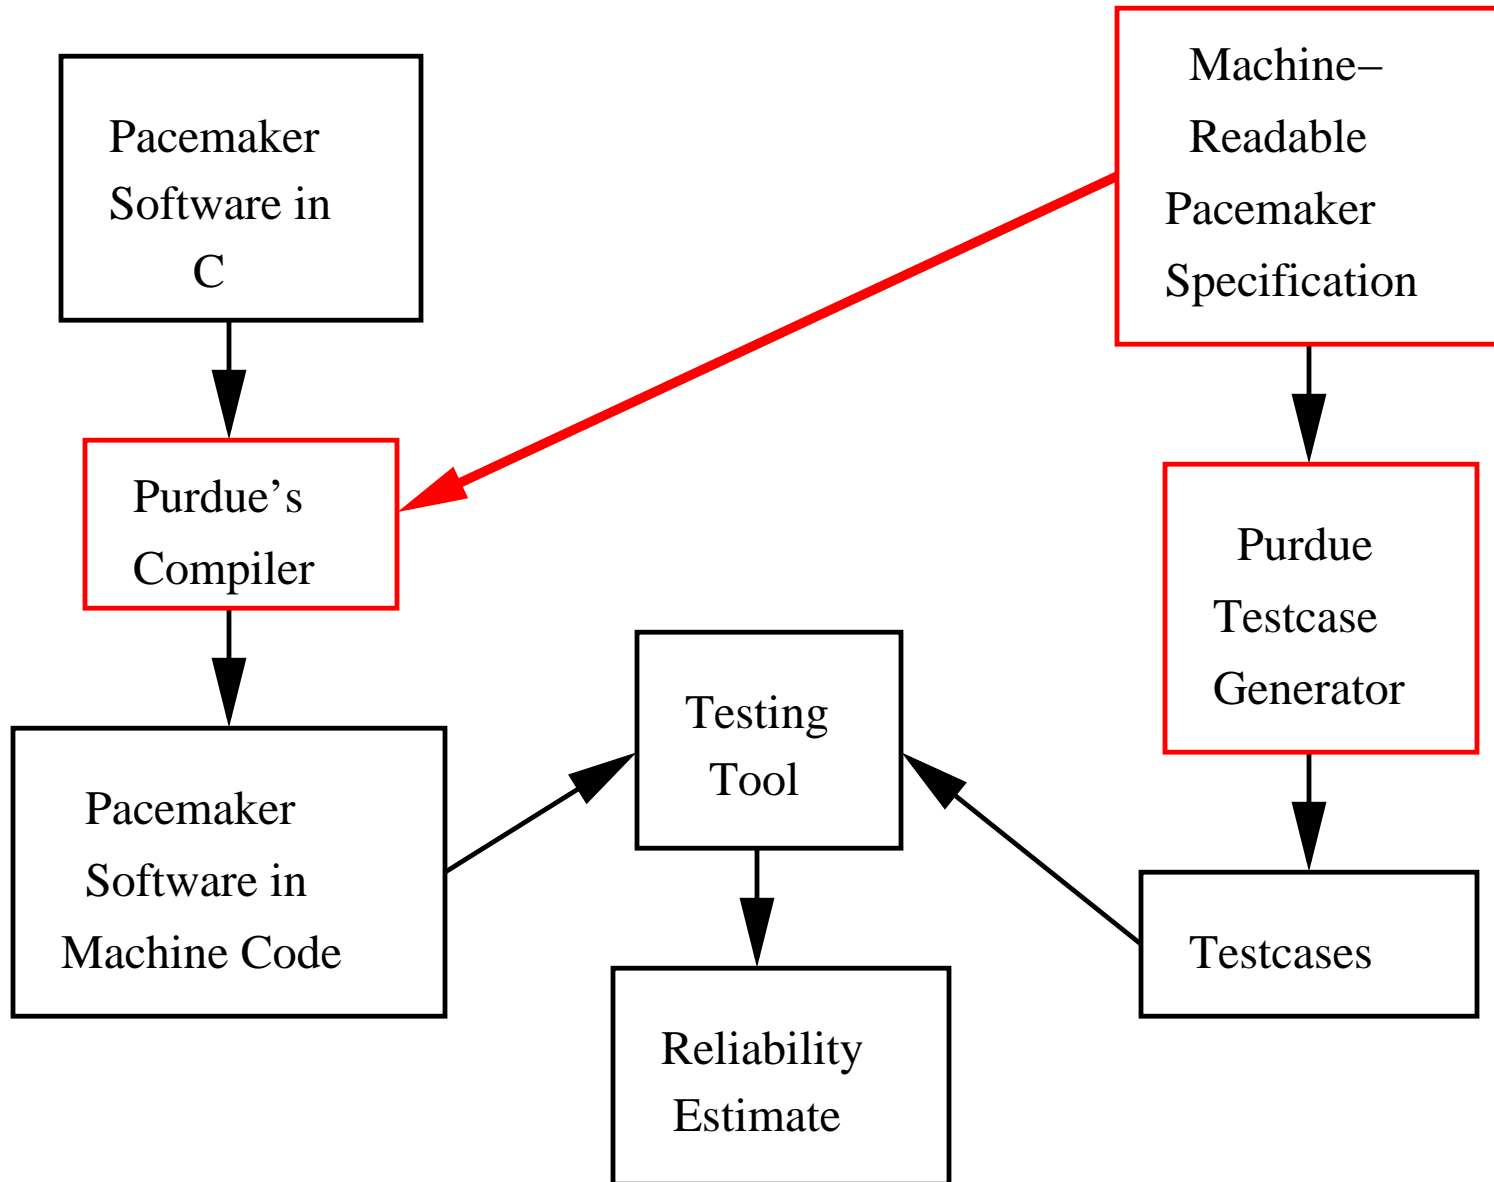 Pacemaker
Software in
C
Machine–
Readable
Pacemaker
Specification
Purdue’s
Compiler
Purdue
Testcase
Generator
Testing
Tool
Pacemaker
Software in
Machine Code
Testcases
Reliability
Estimate